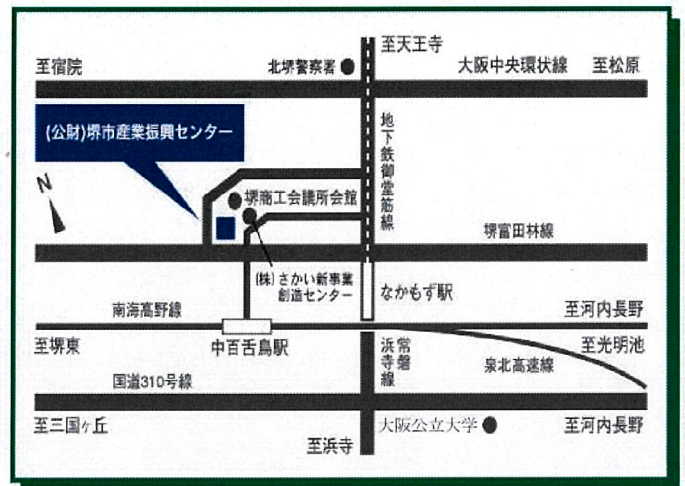 至天王寺
至宿院
北堺警察署
大阪中央環状線
至松原
(公財)堺市産業振興センター
地下鉄御堂筋線
N
堺商工会議所会館
堺富田林線
(株)さかい新事業
創造センター
なかもず駅
南海高野線
至河内長野
至堺東
中百舌鳥駅
常磐
浜寺線
至光明池
泉北高速線
国道310号線
至三国ヶ丘
大阪公立大学
至河内長野
至浜寺